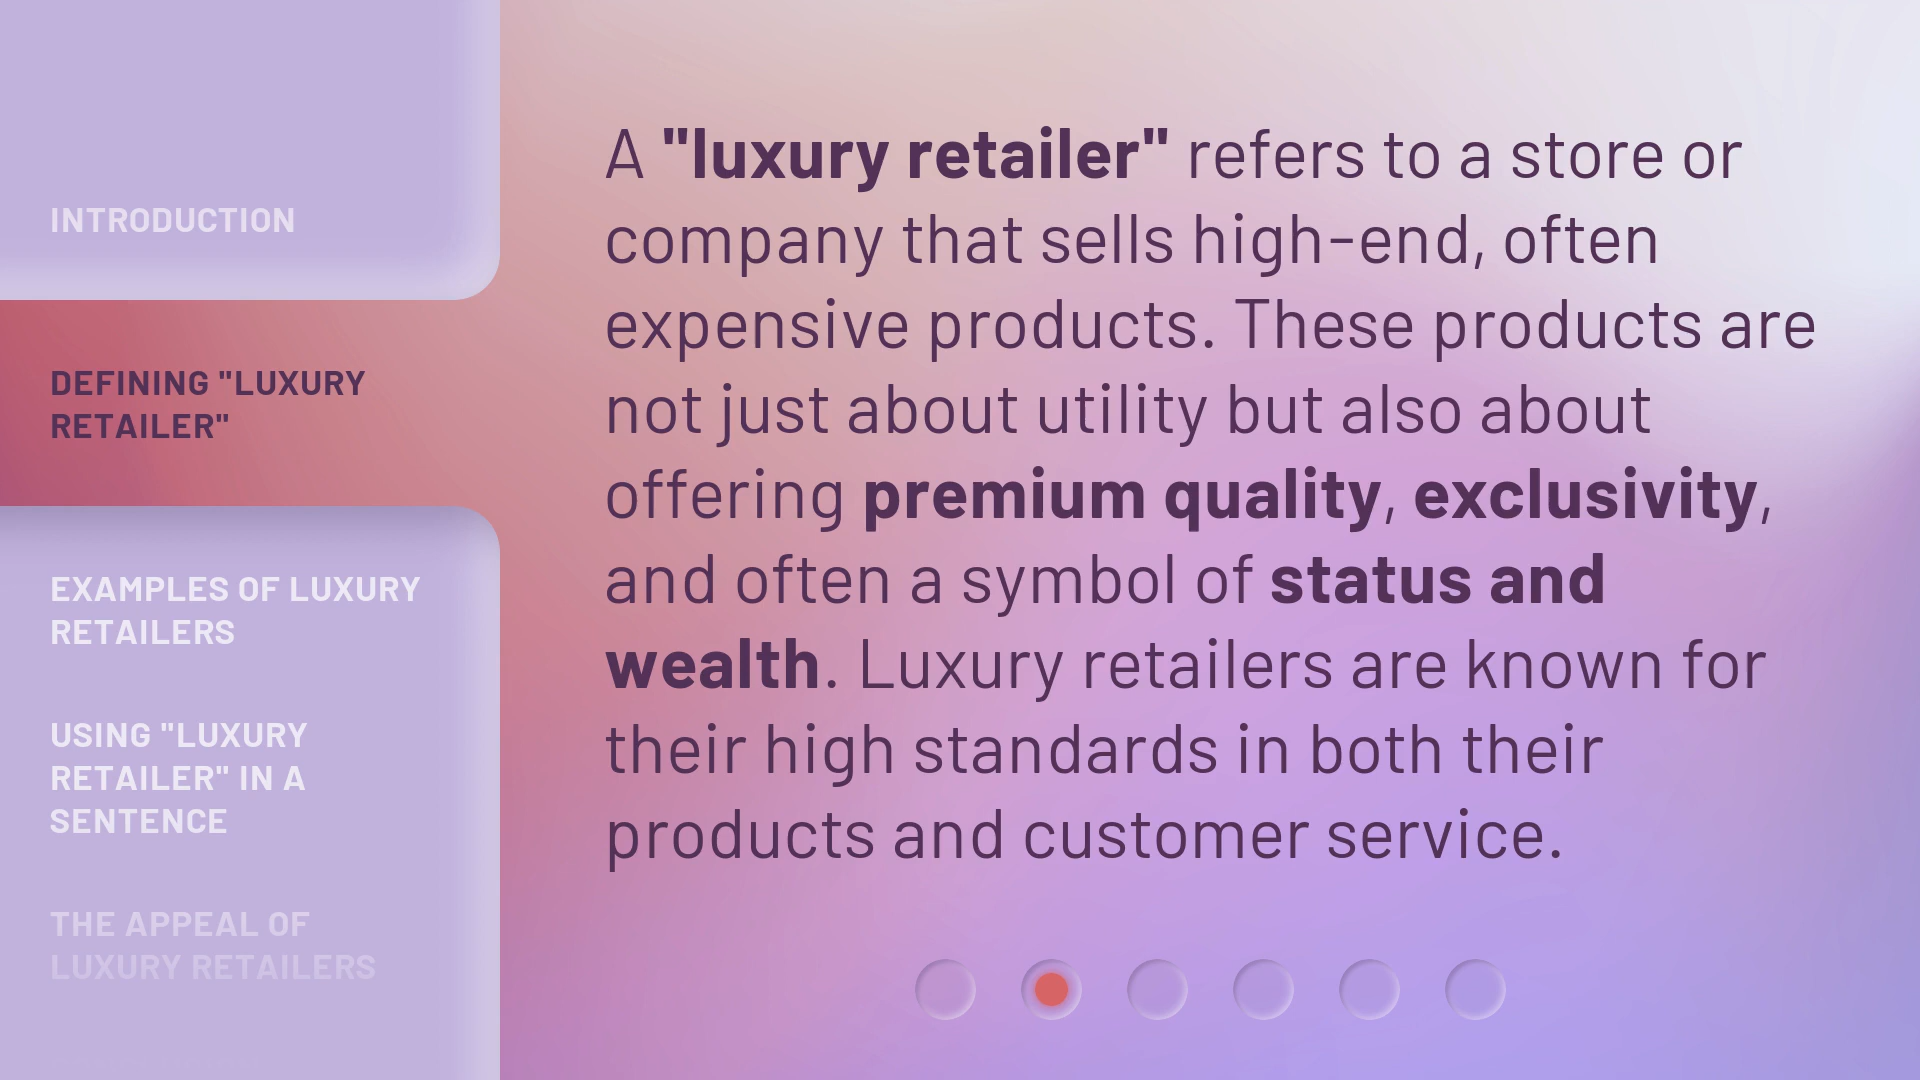 INTRODUCTION
DEFINING "LUXURY
RETAILER"
EXAMPLES OF LUXURY
RETAILERS
USING "LUXURY
RETAILER" IN A
SENTENCE
THE APPEAL OF
LUXURY RETAILERS
A "luxury retailer" refers to a store or
company that sells high-end, often
expensive products. These products are
not just about utility but also about
offering premium quality, exclusivity,
and often a symbol of status and
wealth. Luxury retailers are known for
their high standards in both their
products and customer service.